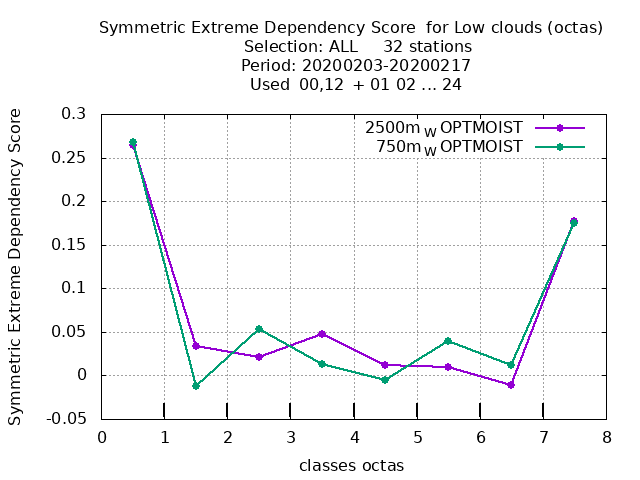 Symmetric Extreme Dependency Score  for Low clouds (octas)
Selection: ALL     32 stations
Period: 20200203-20200217
Used  00,12  + 01 02 ... 24
Symmetric Extreme Dependency Score
0.3
0.25
0.2
0.15
0.1
0.05
0
-0.05
2500m W OPTMOIST
750m W OPTMOIST
0 1 2 3 4 5 6 7 8
classes octas